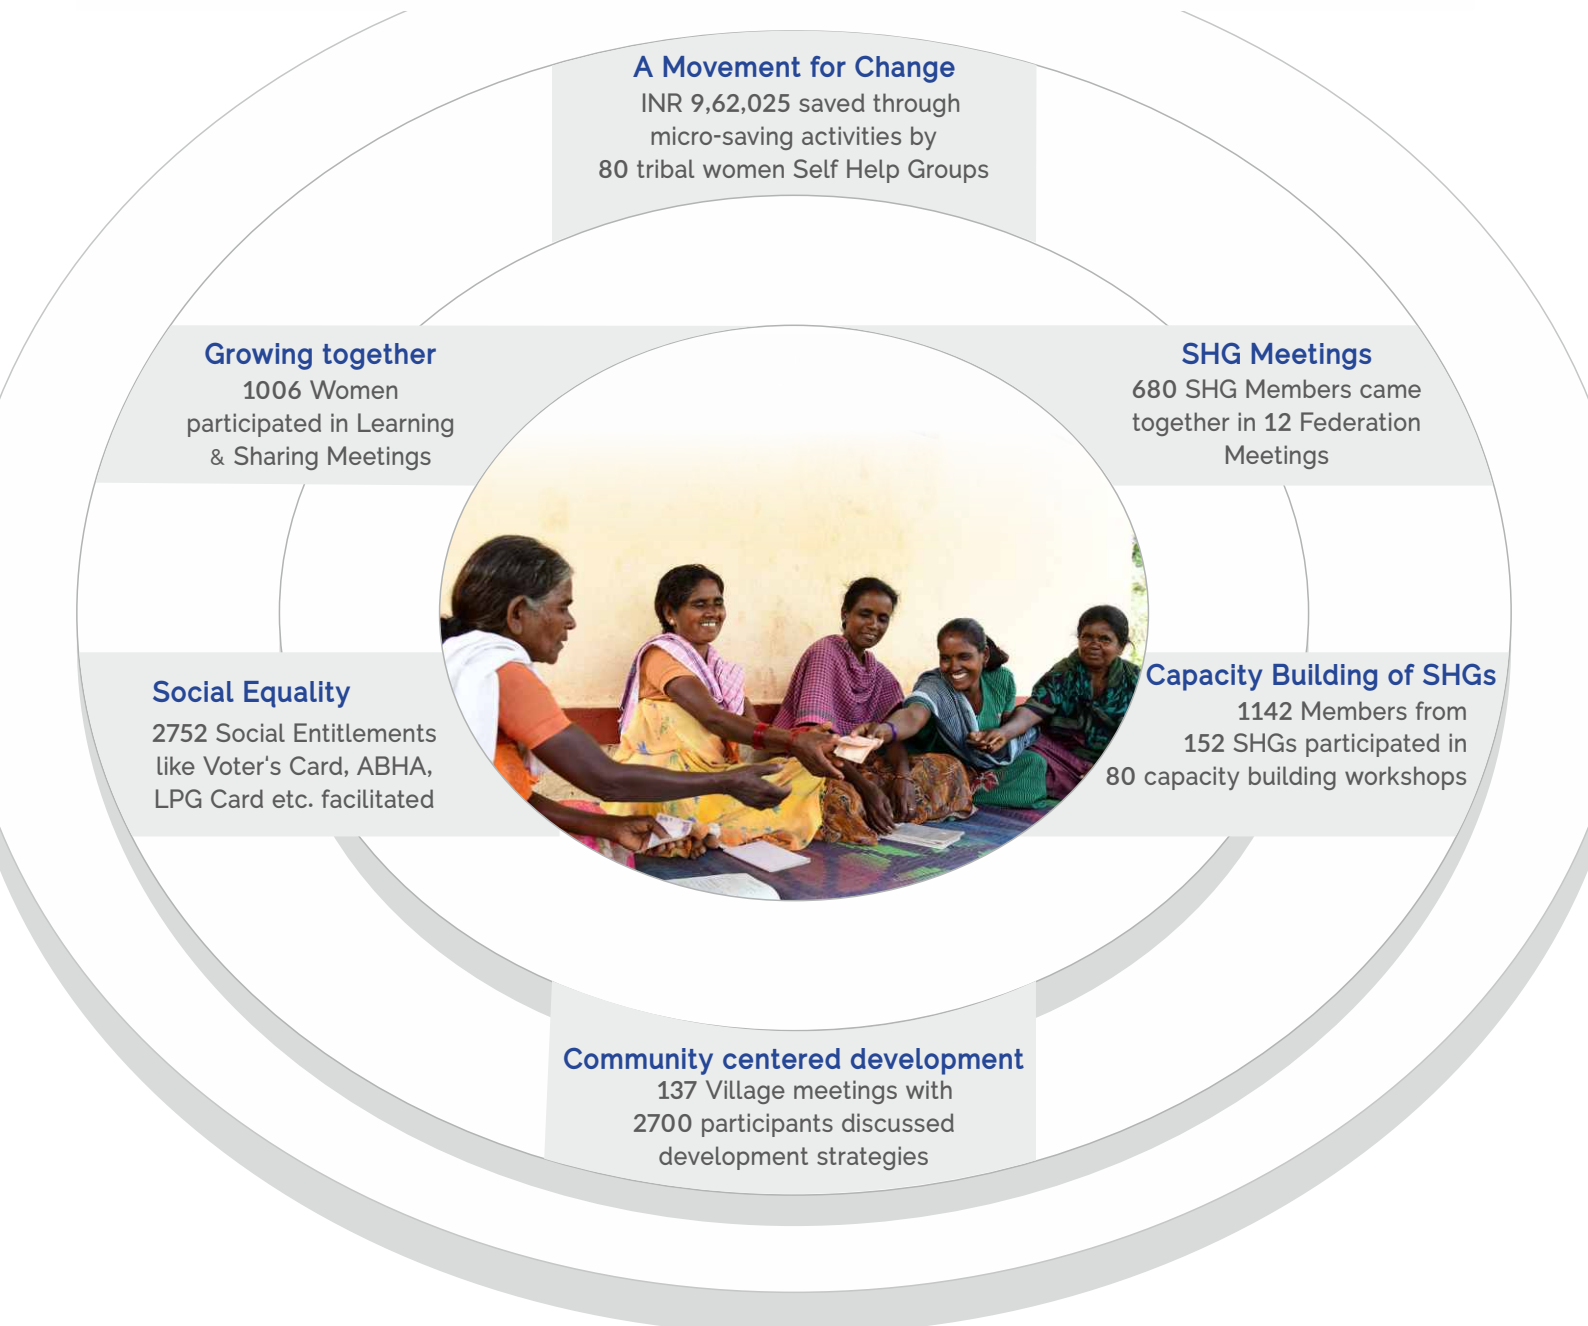 A Movement for Change
INR 9,62,025 saved through
micro-saving activities by
80 tribal women Self Help Groups
Growing together
1006 Women
participated in Learning
& Sharing Meetings
SHG Meetings
680 SHG Members came
together in 12 Federation
Meetings
Social Equality
2752 Social Entitlements
like Voter's Card, ABHA,
LPG Card etc. facilitated
Capacity Building of SHGs
1142 Members from
152 SHGs participated in
80 capacity building workshops
Community centered development
137 Village meetings with
2700 participants discussed
development strategies